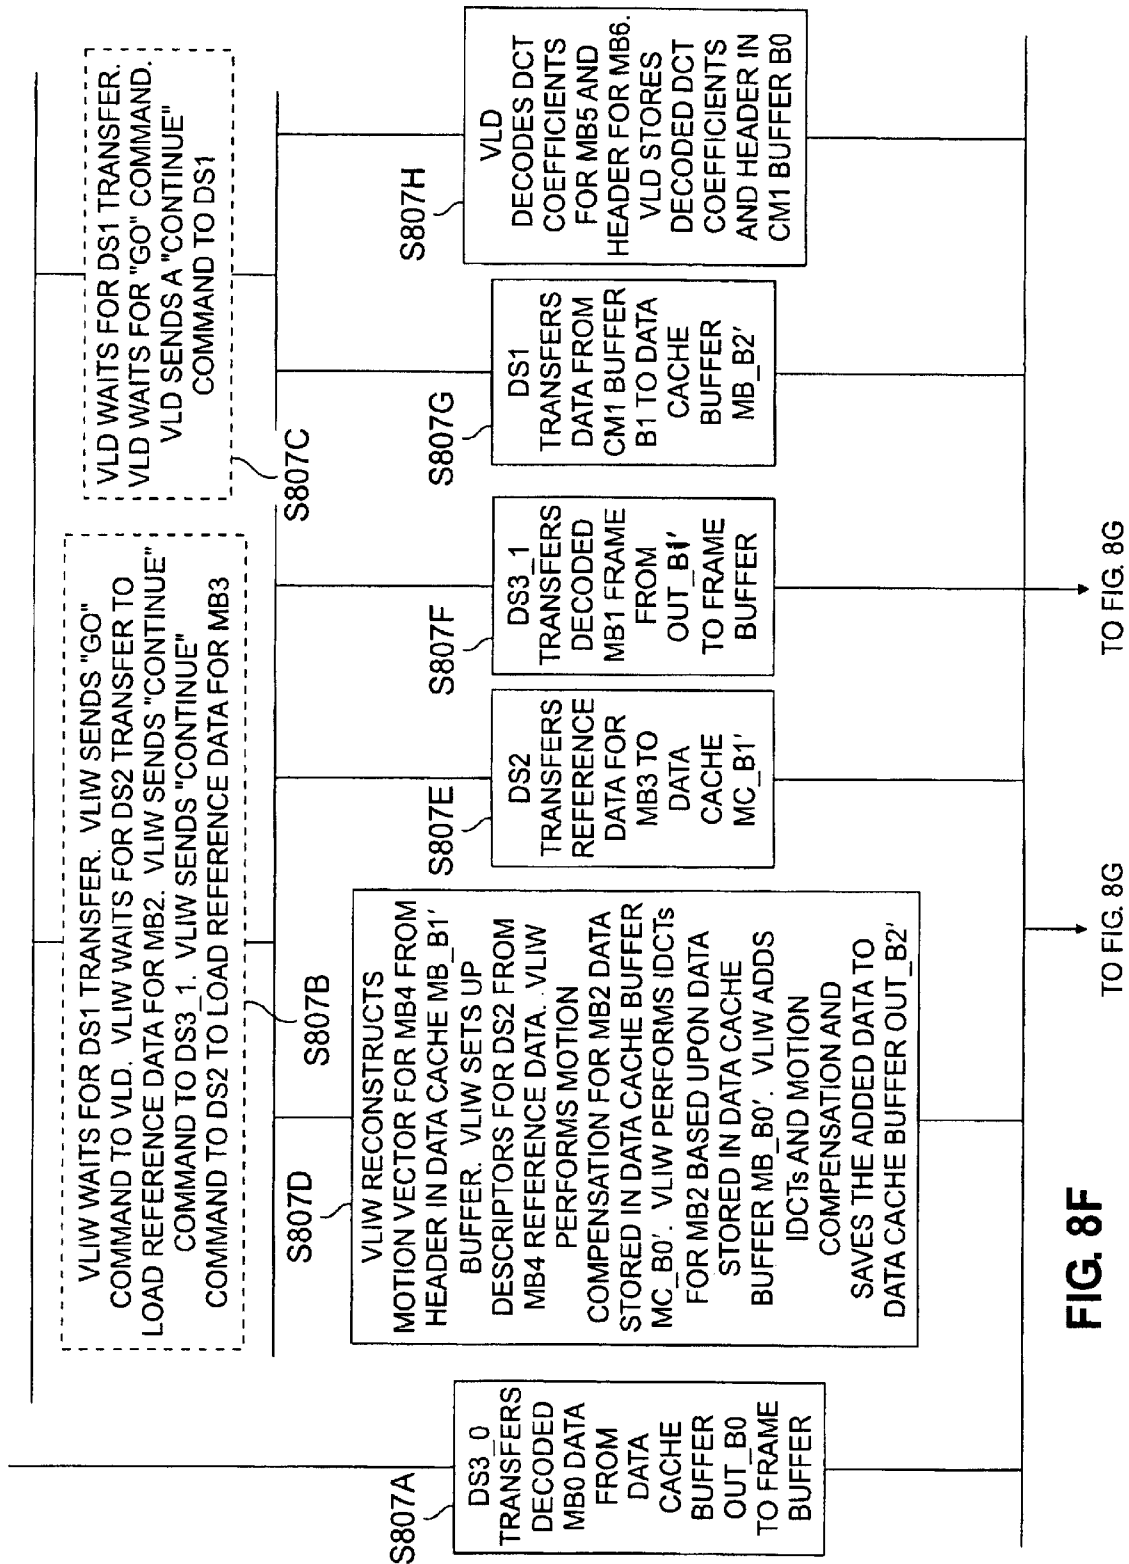 VLIW WAITS FOR DS1 TRANSFER. VLIW SENDS "GO"
COMMAND TO VLD. VLIW WAITS FOR DS2 TRANSFER TO
LOAD REFERENCE DATA FOR MB2. VLIW SENDS "CONTINUE"
COMMAND TO DS3_1. VLIW SENDS "CONTINUE"
COMMAND TO DS2 TO LOAD REFERENCE DATA FOR MB3
S807B
VLD WAITS FOR DS1 TRANSFER.
VLD WAITS FOR "GO" COMMAND.
VLD SENDS A "CONTINUE"
COMMAND TO DS1
S807C
S807A
DS3_0
TRANSFERS
DECODED
MB0 DATA
FROM
DATA
CACHE
BUFFER
OUT_B0
TO FRAME
BUFFER
S807D
VLIW RECONSTRUCTS
MOTION VECTOR FOR MB4 FROM
HEADER IN DATA CACHE MB_B1′
BUFFER. VLIW SETS UP
DESCRIPTORS FOR DS2 FROM
MB4 REFERENCE DATA. VLIW
PERFORMS MOTION
COMPENSATION FOR MB2 DATA
STORED IN DATA CACHE BUFFER
MC_B0′. VLIW PERFORMS IDCTs
FOR MB2 BASED UPON DATA
STORED IN DATA CACHE
BUFFER MB_B0′. VLIW ADDS
IDCTs AND MOTION
COMPENSATION AND
SAVES THE ADDED DATA TO
DATA CACHE BUFFER OUT_B2′
S807E
DS2
TRANSFERS
REFERENCE
DATA FOR
MB3 TO
DATA
CACHE
MC_B1′
S807F
DS3_1
TRANSFERS
DECODED
MB1 FRAME
FROM
OUT_B1′
TO FRAME
BUFFER
S807G
DS1
TRANSFERS
DATA FROM
CM1 BUFFER
B1 TO DATA
CACHE
BUFFER
MB_B2′
S807H
VLD
DECODES DCT
COEFFICIENTS
FOR MB5 AND
HEADER FOR MB6.
VLD STORES
DECODED DCT
COEFFICIENTS
AND HEADER IN
CM1 BUFFER B0
TO FIG. 8G
TO FIG. 8G
FIG. 8F